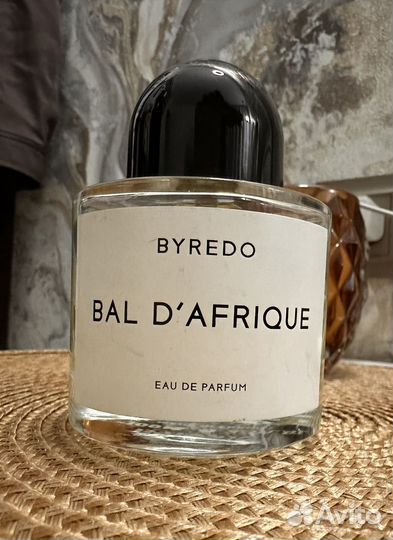 BYREDO
BAL D'AFRIQUE
EAU DE PARFUM
Avito